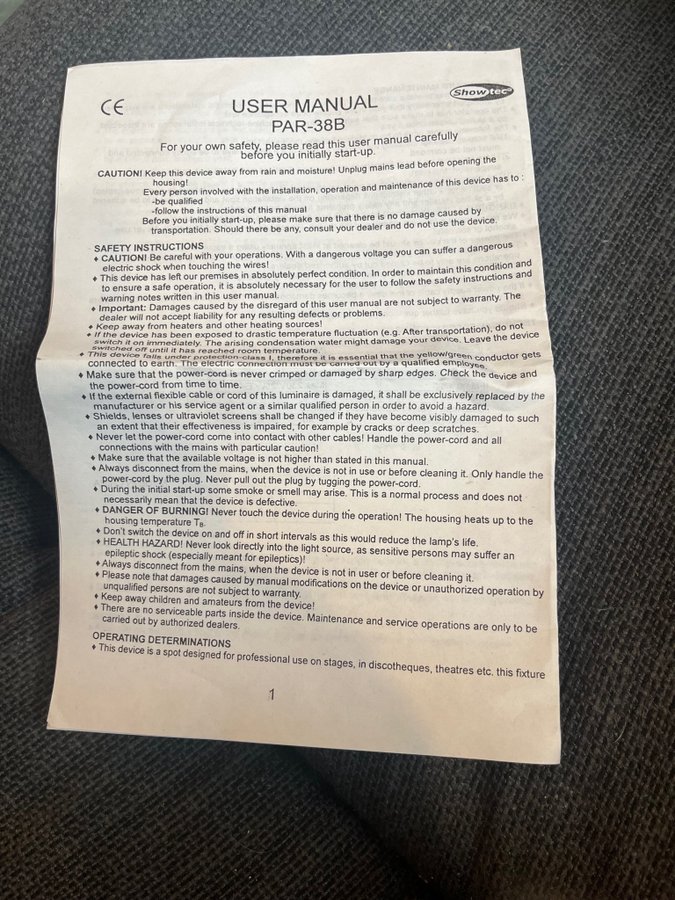 CE
Showtec®
USER MANUAL
PAR-38B
For your own safety, please read this user manual carefully
before you initially start-up.
CAUTION! Keep this device away from rain and moisture! Unplug mains lead before opening the
housing!
Every person involved with the installation, operation and maintenance of this device has to :
-be qualified
-follow the instructions of this manual
Before you initially start-up, please make sure that there is no damage caused by
transportation. Should there be any, consult your dealer and do not use the device.
SAFETY INSTRUCTIONS
♦ CAUTION! Be careful with your operations. With a dangerous voltage you can suffer a dangerous
electric shock when touching the wires!
♦ This device has left our premises in absolutely perfect condition. In order to maintain this condition and
to ensure a safe operation, it is absolutely necessary for the user to follow the safety instructions and
warning notes written in this user manual.
♦ Important: Damages caused by the disregard of this user manual are not subject to warranty. The
dealer will not accept liability for any resulting defects or problems.
♦ Keep away from heaters and other heating sources!
♦ If the device has been exposed to drastic temperature fluctuation (e.g. After transportation), do not
switch it on immediately. The arising condensation water might damage your device. Leave the device
switched off until it has reached room temperature.
♦ This device falls under protection-class I, therefore it is essential that the yellow/green conductor gets
connected to earth. The electric connection must be carried out by a qualified employee.
♦ Make sure that the power-cord is never crimped or damaged by sharp edges. Check the device and
the power-cord from time to time.
♦ If the external flexible cable or cord of this luminaire is damaged, it shall be exclusively replaced by the
manufacturer or his service agent or a similar qualified person in order to avoid a hazard.
♦ Shields, lenses or ultraviolet screens shall be changed if they have become visibly damaged to such
an extent that their effectiveness is impaired, for example by cracks or deep scratches.
♦ Never let the power-cord come into contact with other cables! Handle the power-cord and all
connections with the mains with particular caution!
♦ Make sure that the available voltage is not higher than stated in this manual.
♦ Always disconnect from the mains, when the device is not in use or before cleaning it. Only handle the
power-cord by the plug. Never pull out the plug by tugging the power-cord.
♦ During the initial start-up some smoke or smell may arise. This is a normal process and does not
necessarily mean that the device is defective.
♦ DANGER OF BURNING! Never touch the device during the operation! The housing heats up to the
housing temperature TB.
♦ Don't switch the device on and off in short intervals as this would reduce the lamp's life.
♦ HEALTH HAZARD! Never look directly into the light source, as sensitive persons may suffer an
epileptic shock (especially meant for epileptics)!
♦ Always disconnect from the mains, when the device is not in user or before cleaning it.
♦ Please note that damages caused by manual modifications on the device or unauthorized operation by
unqualified persons are not subject to warranty.
♦ Keep away children and amateurs from the device!
♦ There are no serviceable parts inside the device. Maintenance and service operations are only to be
carried out by authorized dealers.
OPERATING DETERMINATIONS
♦ This device is a spot designed for professional use on stages, in discotheques, theatres etc. this fixture
1